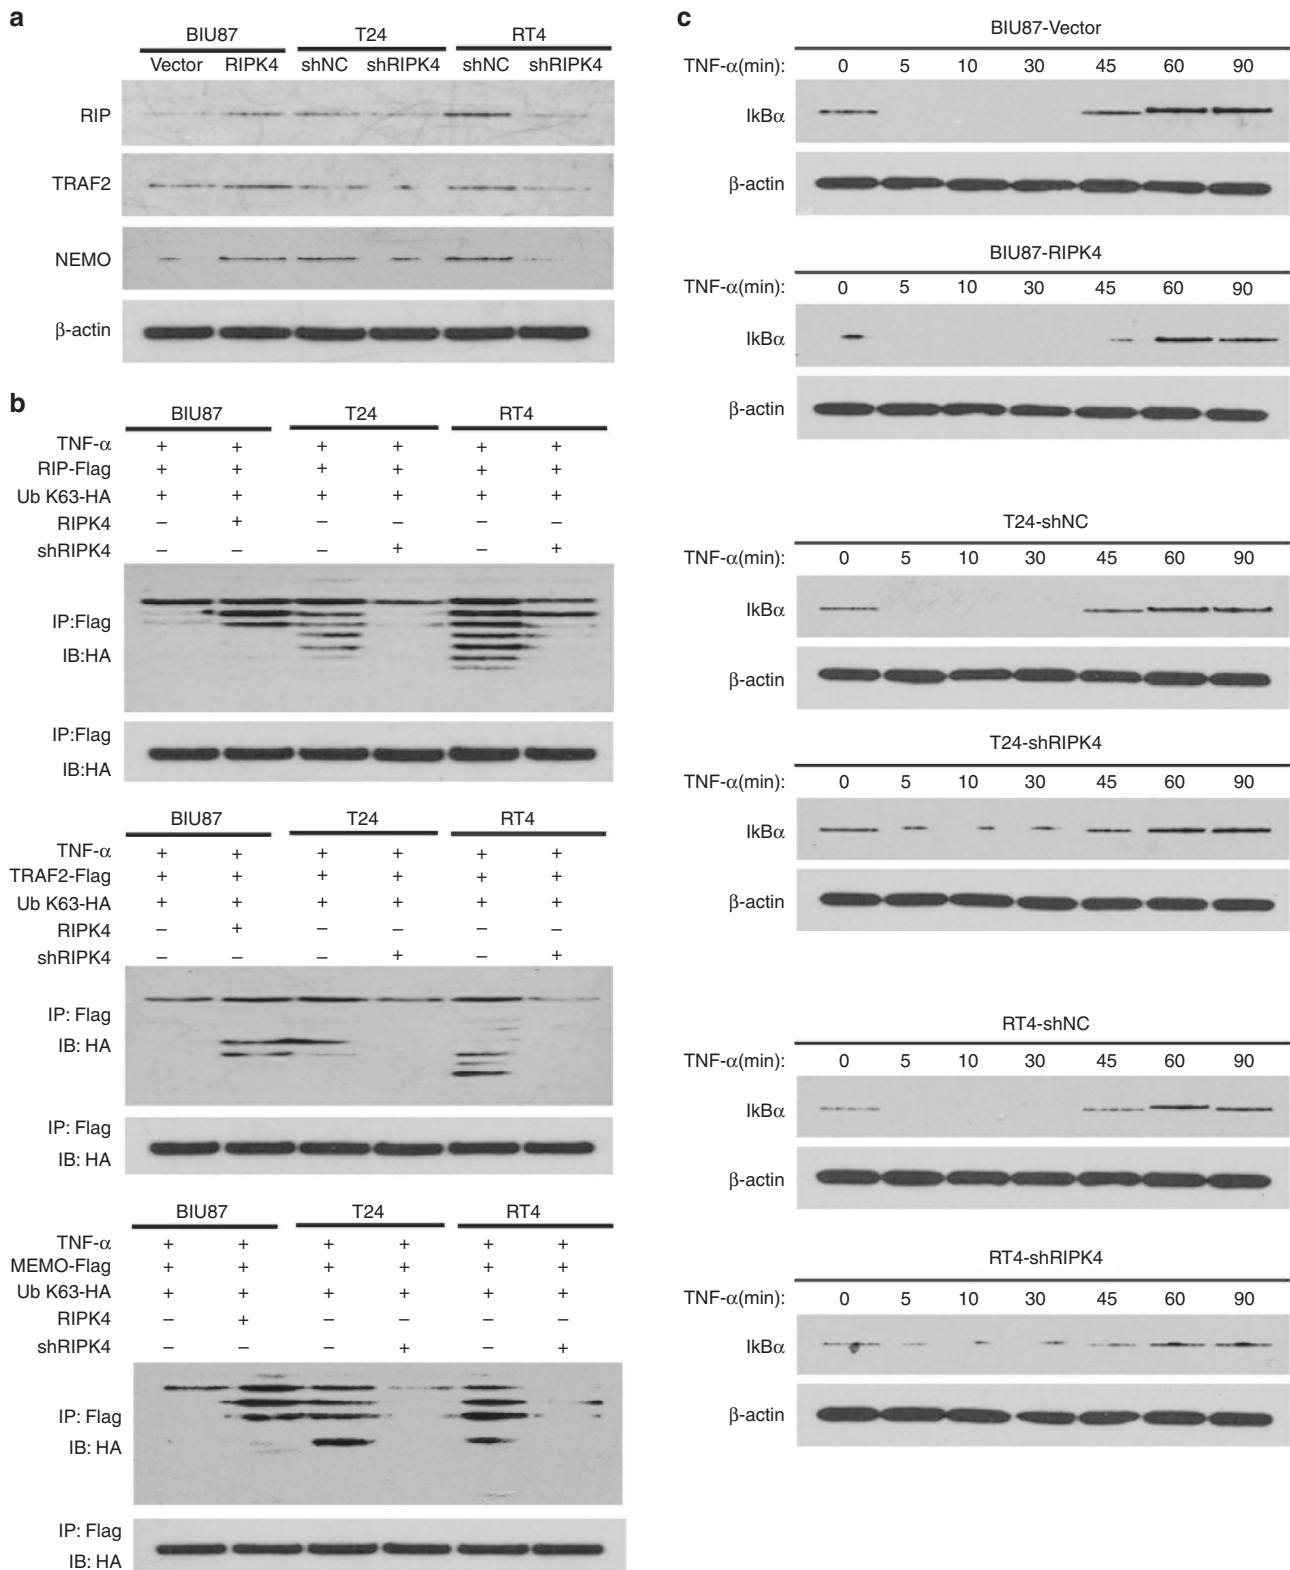 a
BIU87 T24 RT4
Vector RIPK4 shNC shRIPK4 shNC shRIPK4
RIP
TRAF2
NEMO
β-actin
b
BIU87 T24 RT4
TNF-α + + + + + +
RIP-Flag + + + + + +
Ub K63-HA + + + + + +
RIPK4 – + – – – –
shRIPK4 – – – + – +
IP:Flag
IB:HA
IP:Flag
IB:HA
BIU87 T24 RT4
TNF-α + + + + + +
TRAF2-Flag + + + + + +
Ub K63-HA + + + + + +
RIPK4 – + – – – –
shRIPK4 – – – + – +
IP: Flag
IB: HA
IP: Flag
IB: HA
BIU87 T24 RT4
TNF-α + + + + + +
MEMO-Flag + + + + + +
Ub K63-HA + + + + + +
RIPK4 – + – – – –
shRIPK4 – – – + – +
IP: Flag
IB: HA
IP: Flag
IB: HA
c
BIU87-Vector
TNF-α(min): 0 5 10 30 45 60 90
IkBα
β-actin
BIU87-RIPK4
TNF-α(min): 0 5 10 30 45 60 90
IkBα
β-actin
T24-shNC
TNF-α(min): 0 5 10 30 45 60 90
IkBα
β-actin
T24-shRIPK4
TNF-α(min): 0 5 10 30 45 60 90
IkBα
β-actin
RT4-shNC
TNF-α(min): 0 5 10 30 45 60 90
IkBα
β-actin
RT4-shRIPK4
TNF-α(min): 0 5 10 30 45 60 90
IkBα
β-actin